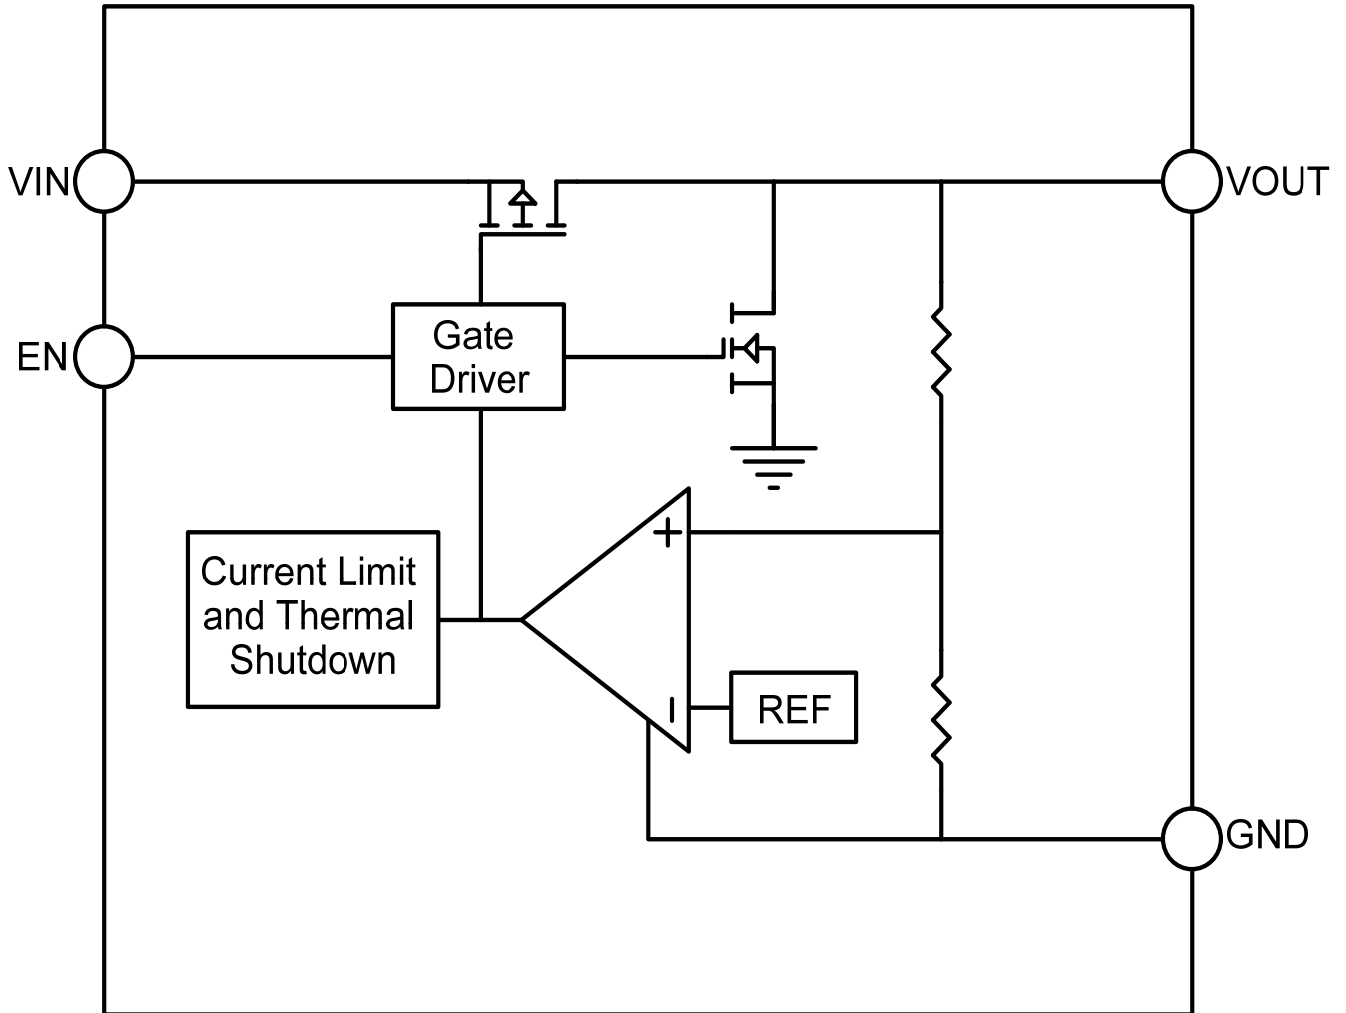 VIN
VOUT
EN
Gate
Driver
+
Current Limit
and Thermal
Shutdown
REF
GND